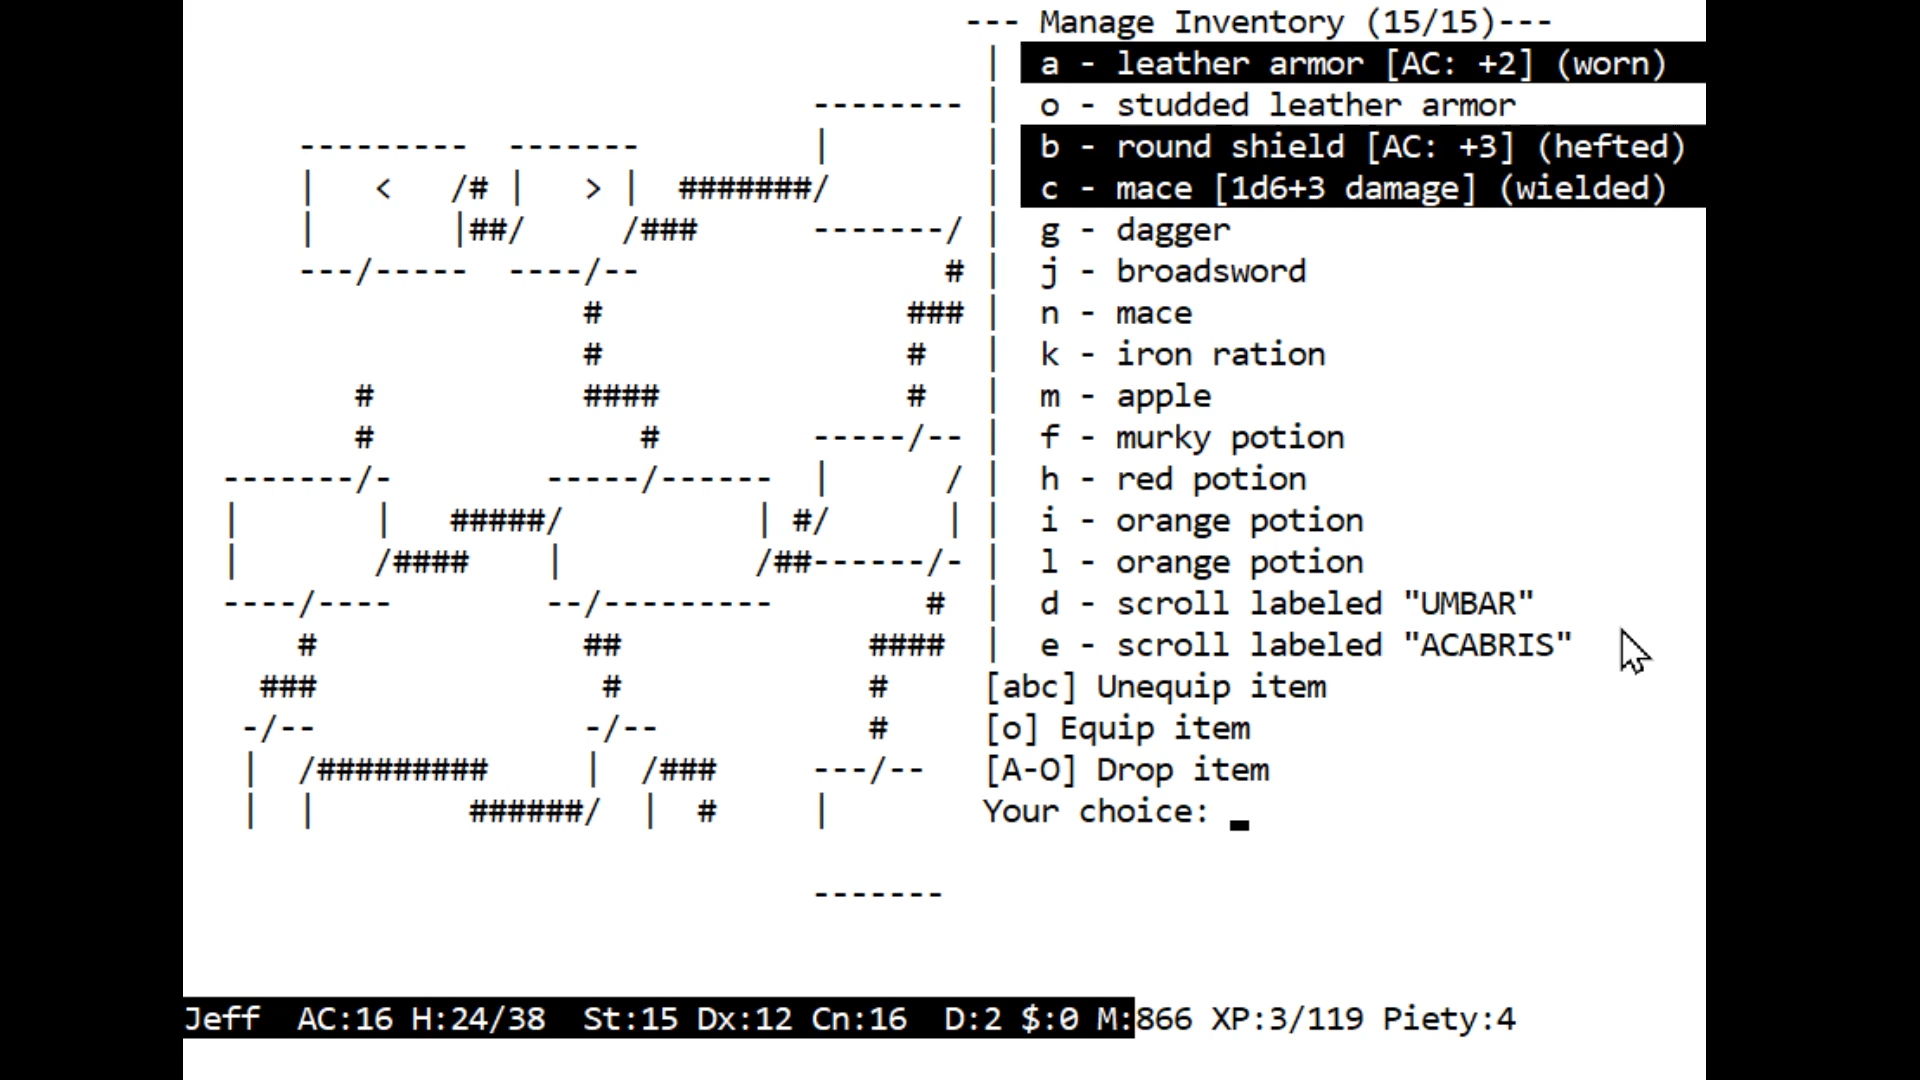 --- Manage Inventory (15/15)---
a - leather armor [AC: +2] (worn)
o - studded leather armor
b - round shield [AC: +3] (hefted)
c - mace [1d6+3 damage] (wielded)
g - dagger
j - broadsword
n - mace
k - iron ration
m - apple
f - murky potion
h - red potion
i - orange potion
l - orange potion
d - scroll labeled "UMBAR"
e - scroll labeled "ACABRIS"
[abc] Unequip item
[o] Equip item
[A-O] Drop item
Your choice:
Jeff AC:16 H:24/38 St:15 Dx:12 Cn:16 D:2 $:0 M:866 XP:3/119 Piety:4